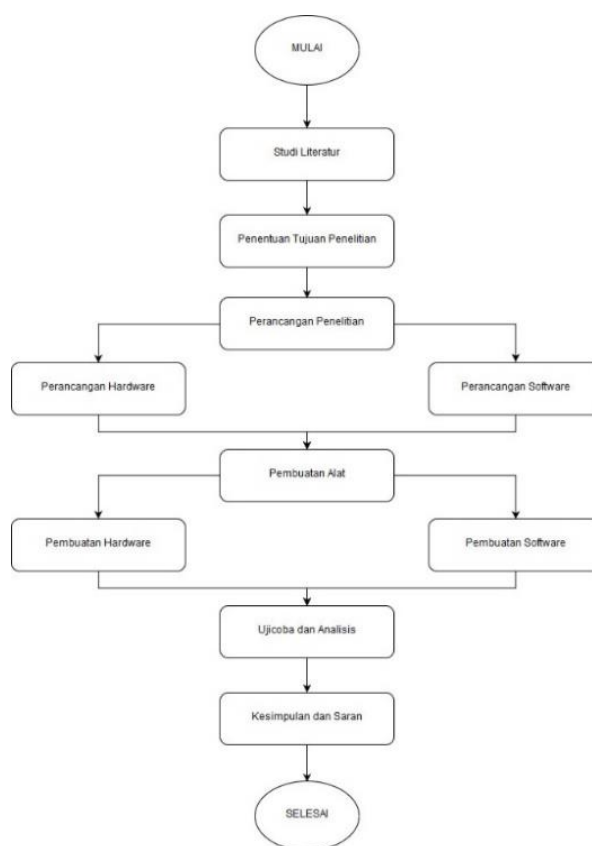 MULAI
Studi Literatur
Penentuan Tujuan Penelitian
Perancangan Penelitian
Perancangan Hardware
Perancangan Software
Pembuatan Alat
Pembuatan Hardware
Pembuatan Software
Ujicoba dan Analisis
Kesimpulan dan Saran
SELESAI